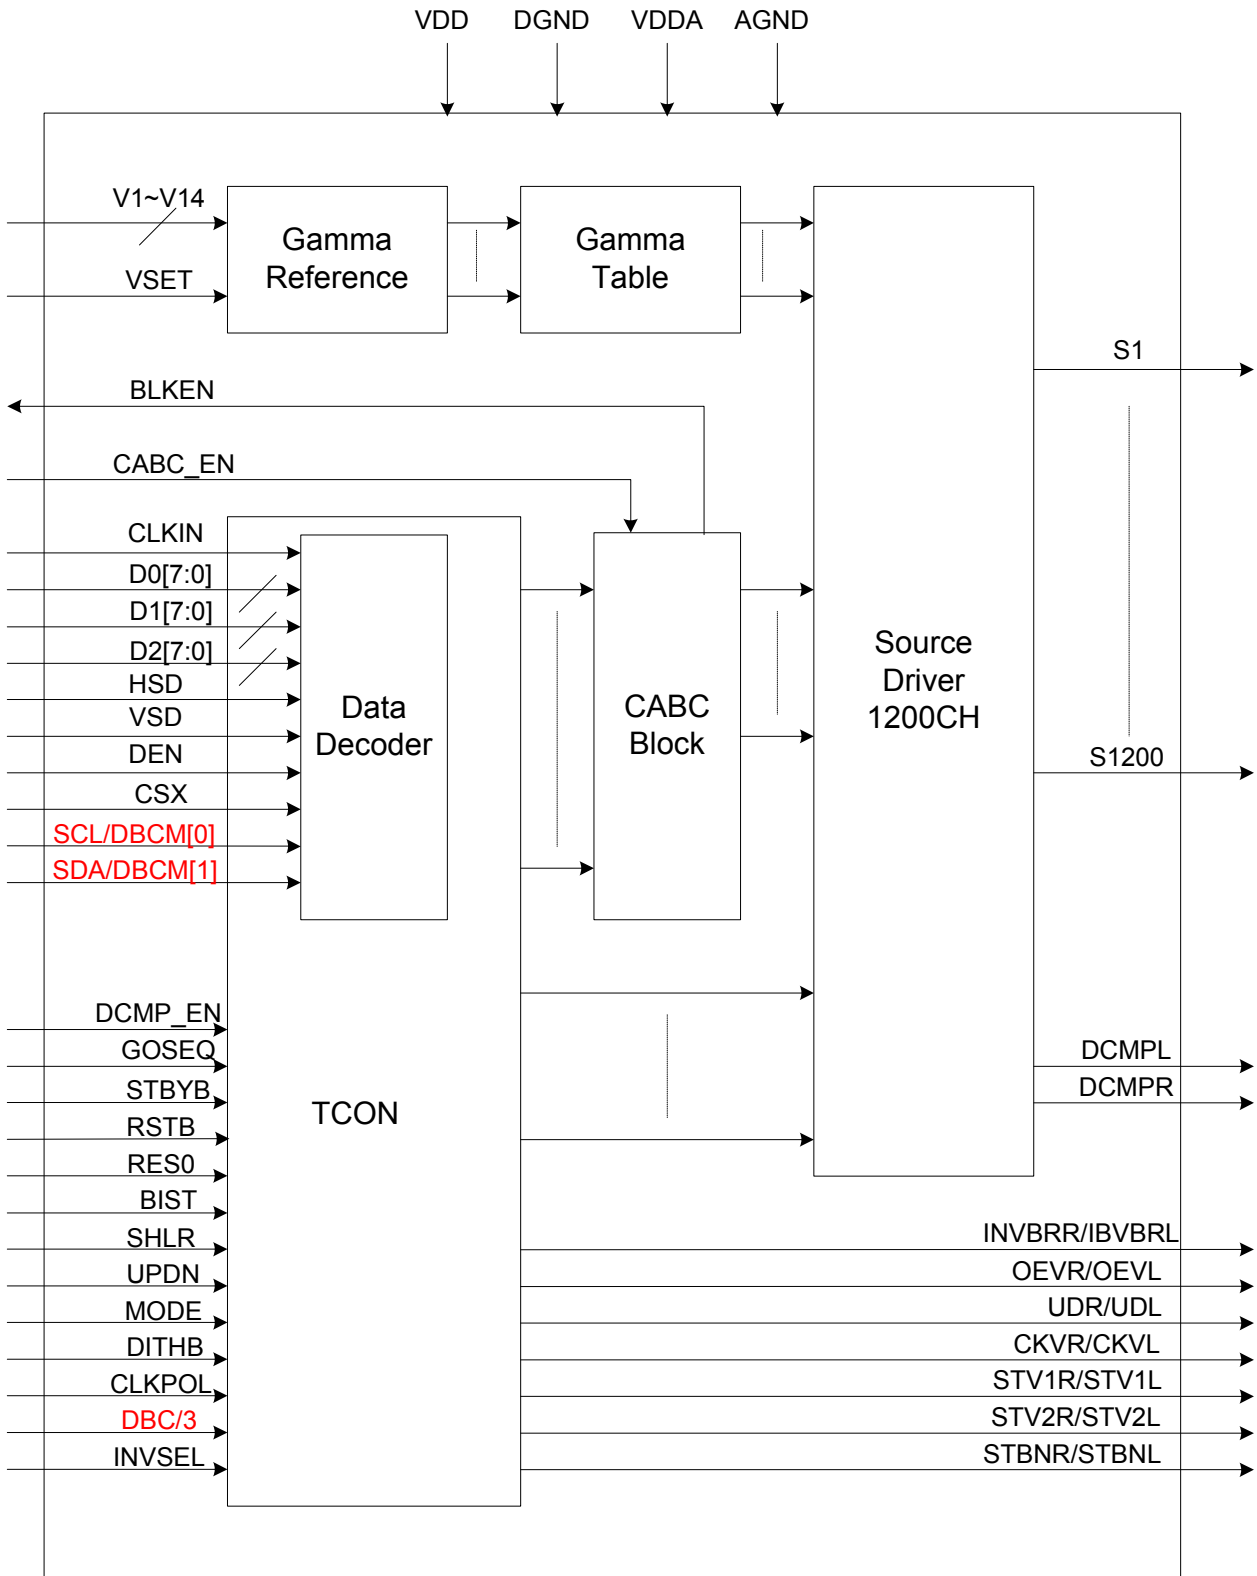 VDD DGND VDDA AGND
V1~V14
VSET
Gamma
Reference
Gamma
Table
BLKEN
CABC_EN
CLKIN
D0[7:0]
D1[7:0]
D2[7:0]
HSD
VSD
DEN
CSX
SCL/DBCM[0]
SDA/DBCM[1]
Data
Decoder
CABC
Block
Source
Driver
1200CH
S1
S1200
DCMP_EN
GOSEQ
STBYB
RSTB
RES0
BIST
SHLR
UPDN
MODE
DITHB
CLKPOL
DBC/3
INVSEL
TCON
DCMPL
DCMPR
INVBRR/IBVBRL
OEVR/OEVL
UDR/UDL
CKVR/CKVL
STV1R/STV1L
STV2R/STV2L
STBNR/STBNL